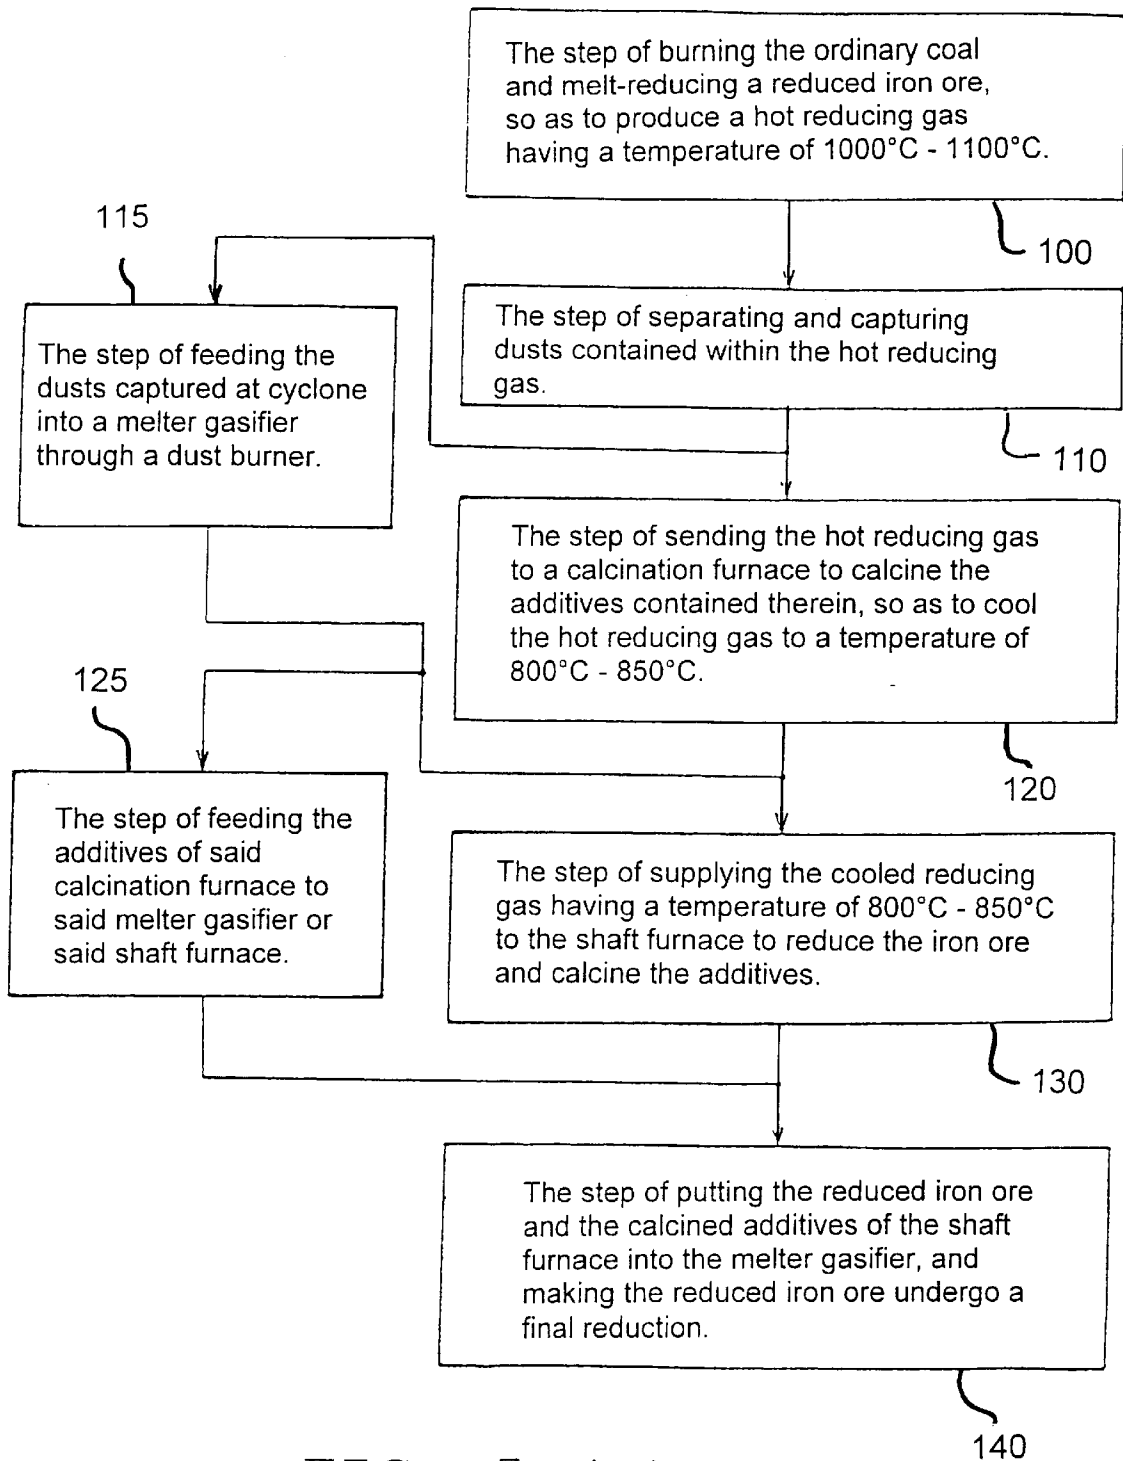 The step of burning the ordinary coal
and melt-reducing a reduced iron ore,
so as to produce a hot reducing gas
having a temperature of 1000°C - 1100°C.
100
115
The step of separating and capturing
dusts contained within the hot reducing
gas.
110
The step of feeding the
dusts captured at cyclone
into a melter gasifier
through a dust burner.
The step of sending the hot reducing gas
to a calcination furnace to calcine the
additives contained therein, so as to cool
the hot reducing gas to a temperature of
800°C - 850°C.
120
125
The step of feeding the
additives of said
calcination furnace to
said melter gasifier or
said shaft furnace.
The step of supplying the cooled reducing
gas having a temperature of 800°C - 850°C
to the shaft furnace to reduce the iron ore
and calcine the additives.
130
The step of putting the reduced iron ore
and the calcined additives of the shaft
furnace into the melter gasifier, and
making the reduced iron ore undergo a
final reduction.
140